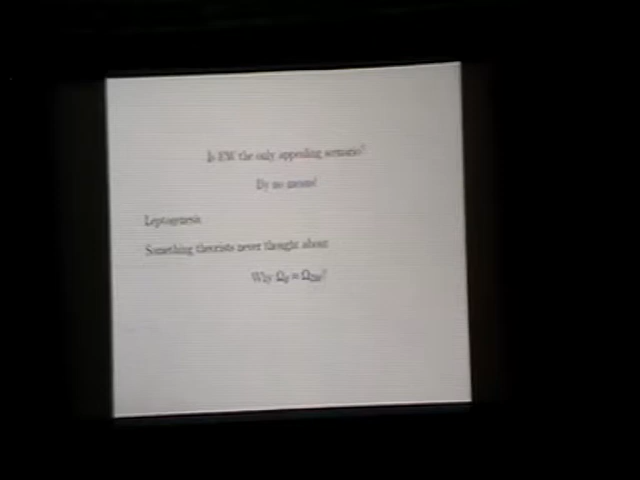 Is EW the only appealing scenario?
By no means!
Leptogenesis
Something theorists never thought about
Why Ω_B ≈ Ω_DM?